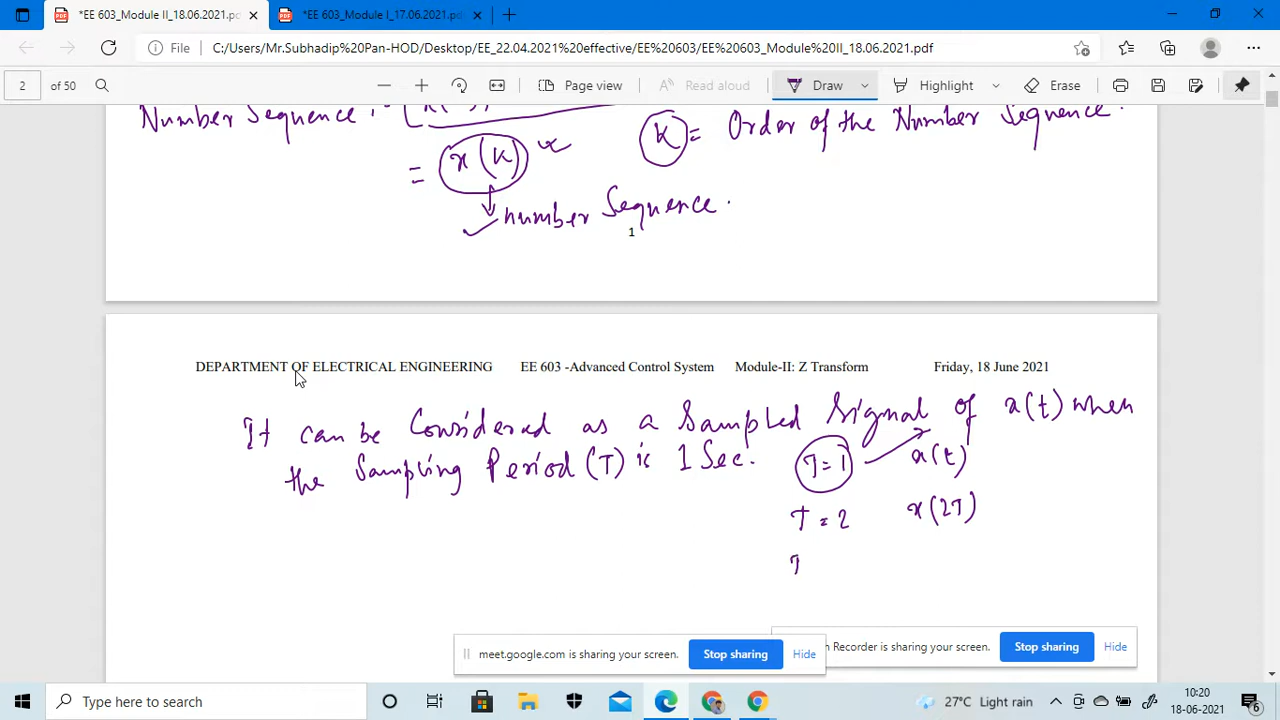 *EE 603_Module II_18.06.2021.pd
*EE 603_Module I_17.06.2021.pd
File C:/Users/Mr.Subhadip%20Pan-HOD/Desktop/EE_22.04.2021%20effective/EE%20603/EE%20603_Module%20II_18.06.2021.pdf
2 of 50 Page view Read aloud Draw Highlight Erase
Number Sequence :
= x(k) k = Order of the Number Sequence.
number Sequence.
1
DEPARTMENT OF ELECTRICAL ENGINEERING EE 603 -Advanced Control System Module-II: Z Transform Friday, 18 June 2021
It can be Considered as a Sampled Signal of x(t) when
the Sampling Period (T) is 1 Sec. T = 1 x(t)
T = 2 x(2T)
T
meet.google.com is sharing your screen. Stop sharing Hide
n Recorder is sharing your screen. Stop sharing Hide
Type here to search 27°C Light rain 10:20
18-06-2021
6